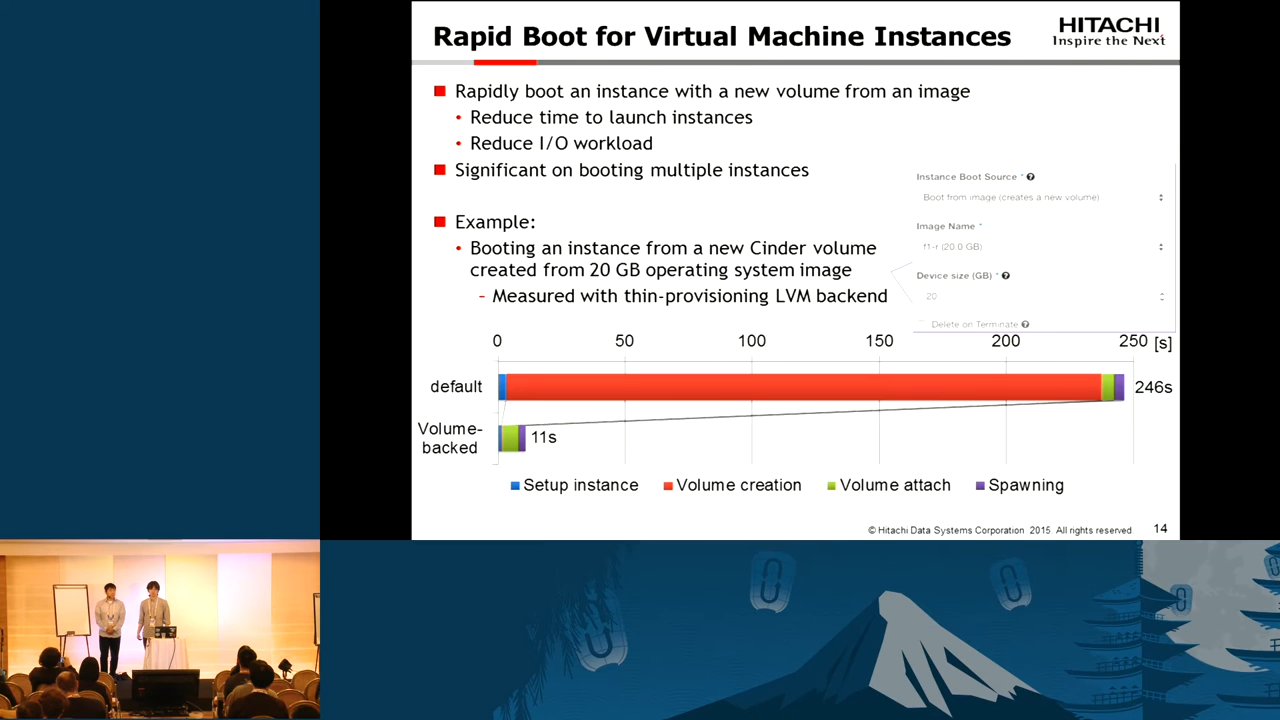 Rapid Boot for Virtual Machine Instances
HITACHI
Inspire the Next
Rapidly boot an instance with a new volume from an image
Reduce time to launch instances
Reduce I/O workload
Significant on booting multiple instances
Example:
Booting an instance from a new Cinder volume
created from 20 GB operating system image
– Measured with thin-provisioning LVM backend
Instance Boot Source * ?
Boot from image (creates a new volume)
Image Name *
f1-r (20.0 GB)
Device size (GB) * ?
20
Delete on Terminate ?
0 50 100 150 200 250 [s]
default
246s
Volume-
backed
11s
Setup instance Volume creation Volume attach Spawning
© Hitachi Data Systems Corporation 2015. All rights reserved
14